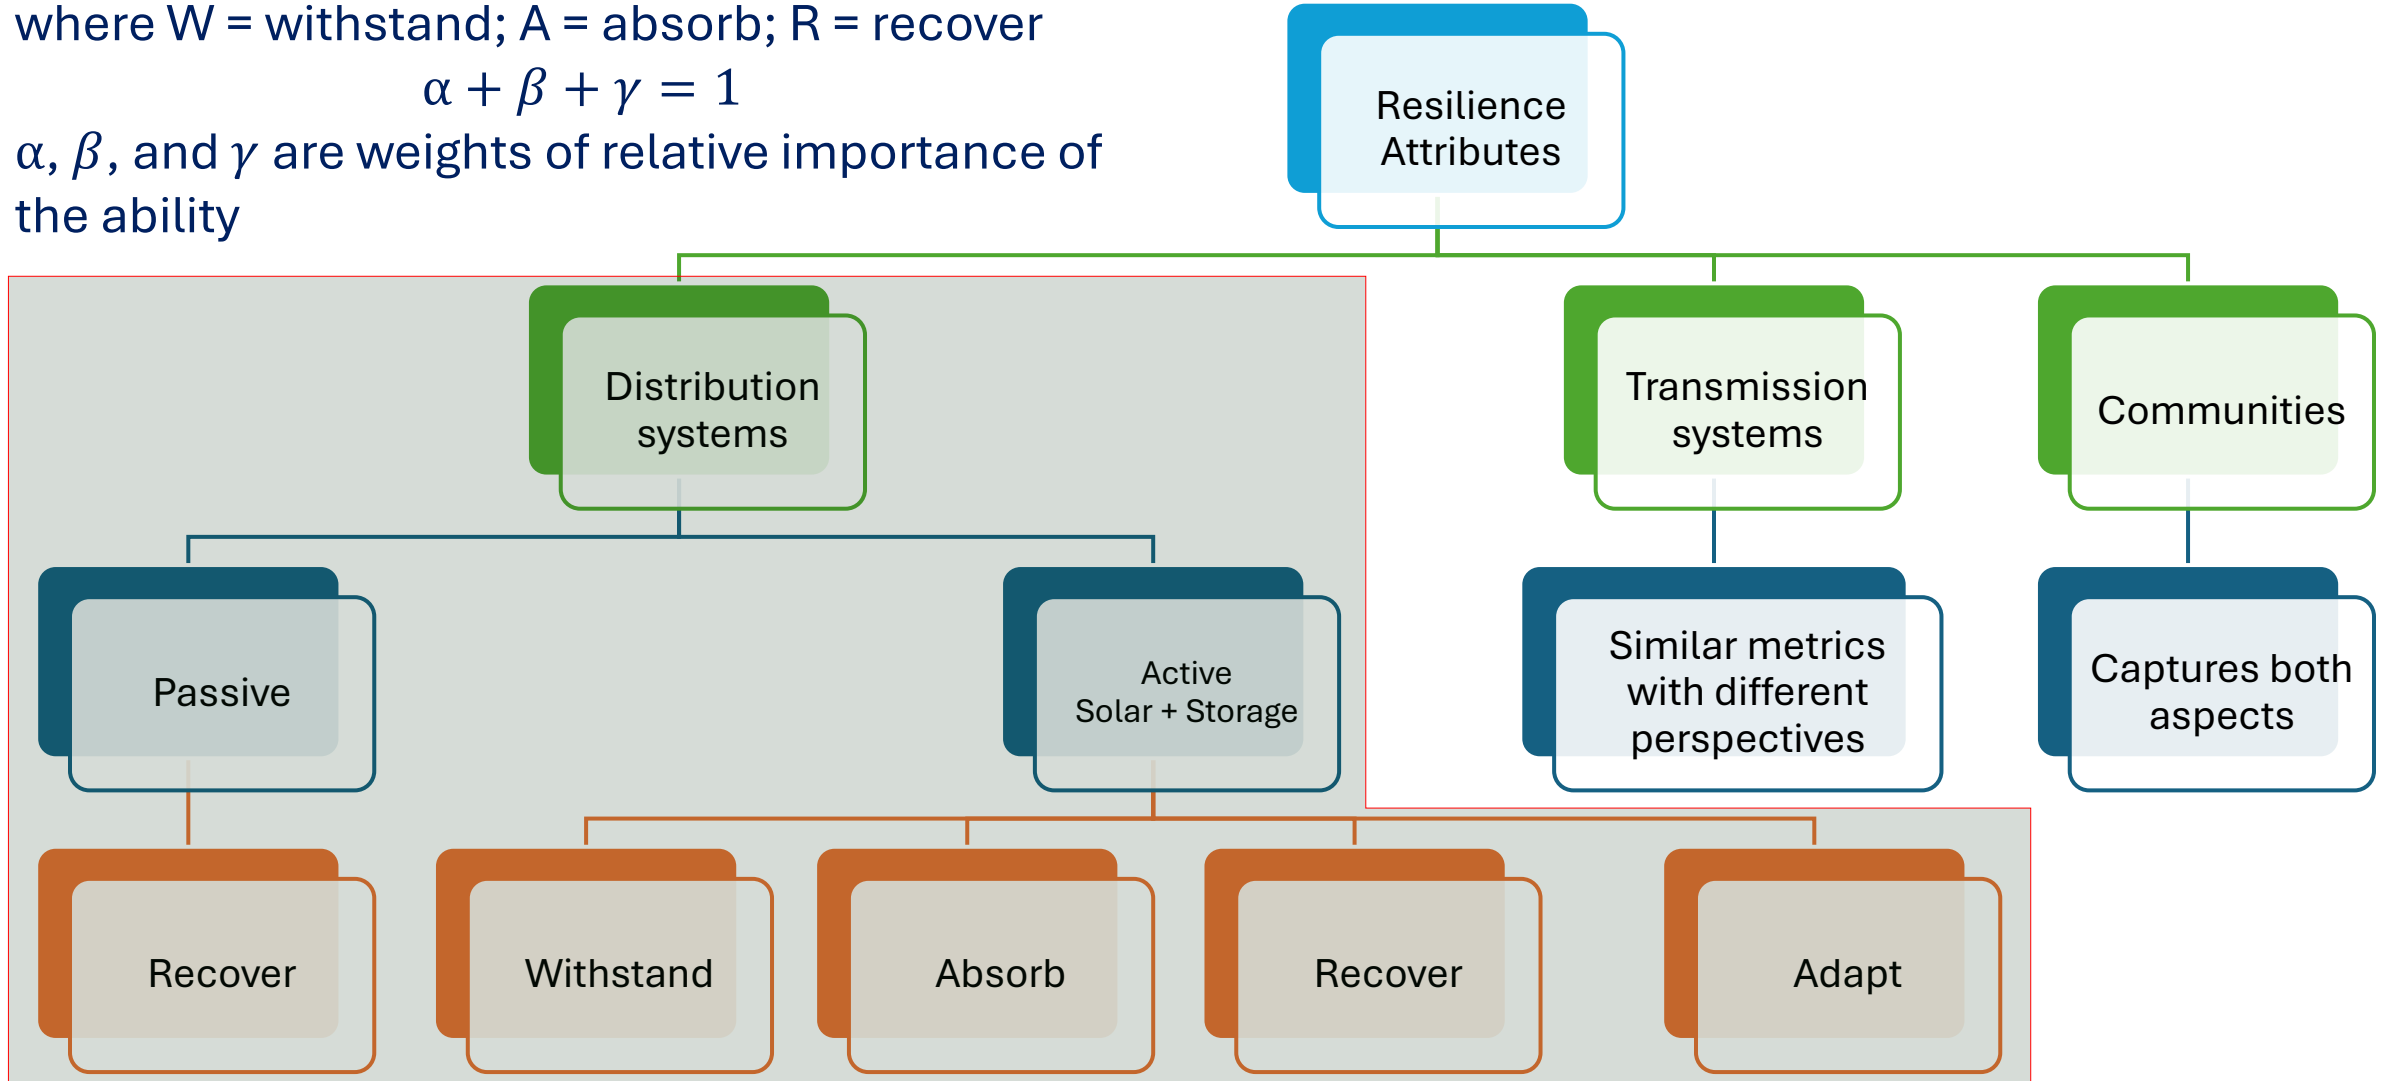 where W = withstand; A = absorb; R = recover
α + β + γ = 1
α, β, and γ are weights of relative importance of
the ability
Resilience
Attributes
Distribution
systems
Transmission
systems
Communities
Passive
Active
Solar + Storage
Similar metrics
with different
perspectives
Captures both
aspects
Recover
Withstand
Absorb
Recover
Adapt